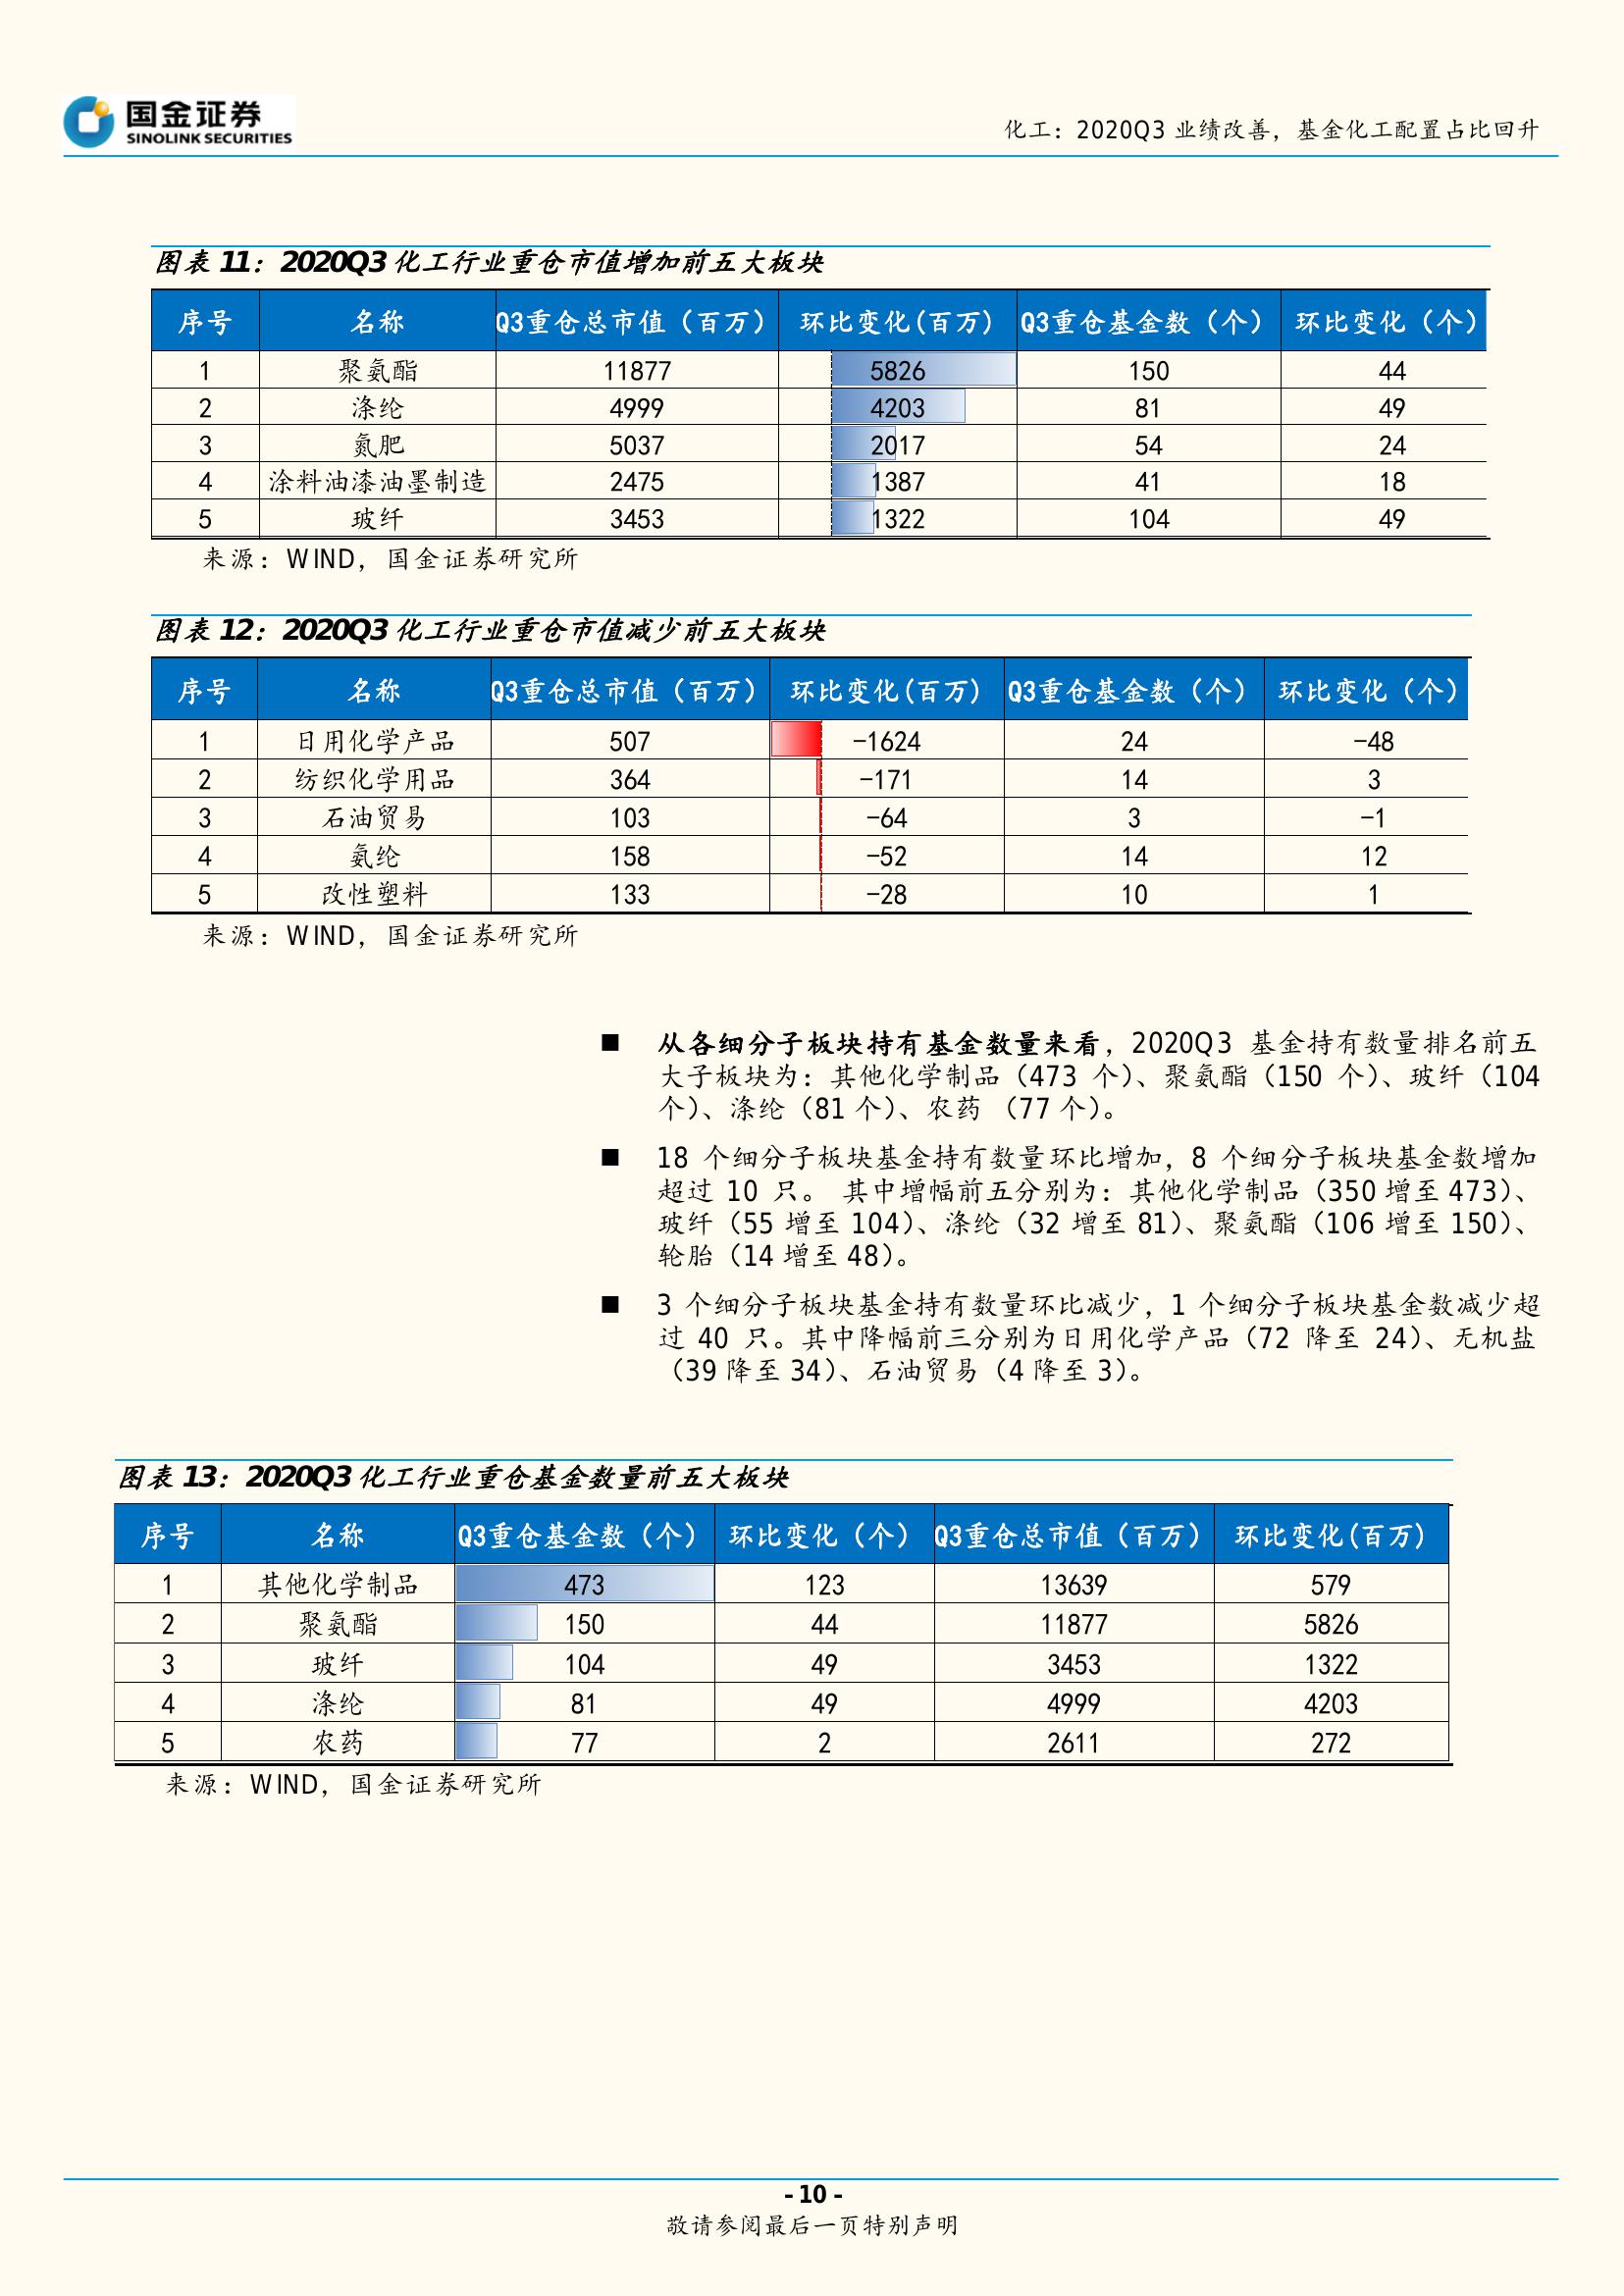 国金证券
SINOLINK SECURITIES
化工：2020Q3 业绩改善，基金化工配置占比回升
图表 11：2020Q3 化工行业重仓市值增加前五大板块
序号 名称 Q3重仓总市值（百万） 环比变化(百万) Q3重仓基金数（个） 环比变化（个）
1 聚氨酯 11877 5826 150 44
2 涤纶 4999 4203 81 49
3 氮肥 5037 2017 54 24
4 涂料油漆油墨制造 2475 1387 41 18
5 玻纤 3453 1322 104 49
来源：WIND，国金证券研究所
图表 12：2020Q3 化工行业重仓市值减少前五大板块
序号 名称 Q3重仓总市值（百万） 环比变化(百万) Q3重仓基金数（个） 环比变化（个）
1 日用化学产品 507 -1624 24 -48
2 纺织化学用品 364 -171 14 3
3 石油贸易 103 -64 3 -1
4 氨纶 158 -52 14 12
5 改性塑料 133 -28 10 1
来源：WIND，国金证券研究所
■ 从各细分子板块持有基金数量来看，2020Q3 基金持有数量排名前五
大子板块为：其他化学制品（473 个）、聚氨酯（150 个）、玻纤（104
个）、涤纶（81 个）、农药 （77 个）。
■ 18 个细分子板块基金持有数量环比增加，8 个细分子板块基金数增加
超过 10 只。 其中增幅前五分别为：其他化学制品（350 增至 473）、
玻纤（55 增至 104）、涤纶（32 增至 81）、聚氨酯（106 增至 150）、
轮胎（14 增至 48）。
■ 3 个细分子板块基金持有数量环比减少，1 个细分子板块基金数减少超
过 40 只。其中降幅前三分别为日用化学产品（72 降至 24）、无机盐
（39 降至 34）、石油贸易（4 降至 3）。
图表 13：2020Q3 化工行业重仓基金数量前五大板块
序号 名称 Q3重仓基金数（个） 环比变化（个） Q3重仓总市值（百万） 环比变化(百万)
1 其他化学制品 473 123 13639 579
2 聚氨酯 150 44 11877 5826
3 玻纤 104 49 3453 1322
4 涤纶 81 49 4999 4203
5 农药 77 2 2611 272
来源：WIND，国金证券研究所
- 10 -
敬请参阅最后一页特别声明